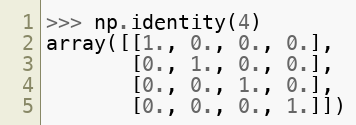 1 >>> np.identity(4)
2 array([[1., 0., 0., 0.],
3        [0., 1., 0., 0.],
4        [0., 0., 1., 0.],
5        [0., 0., 0., 1.]])